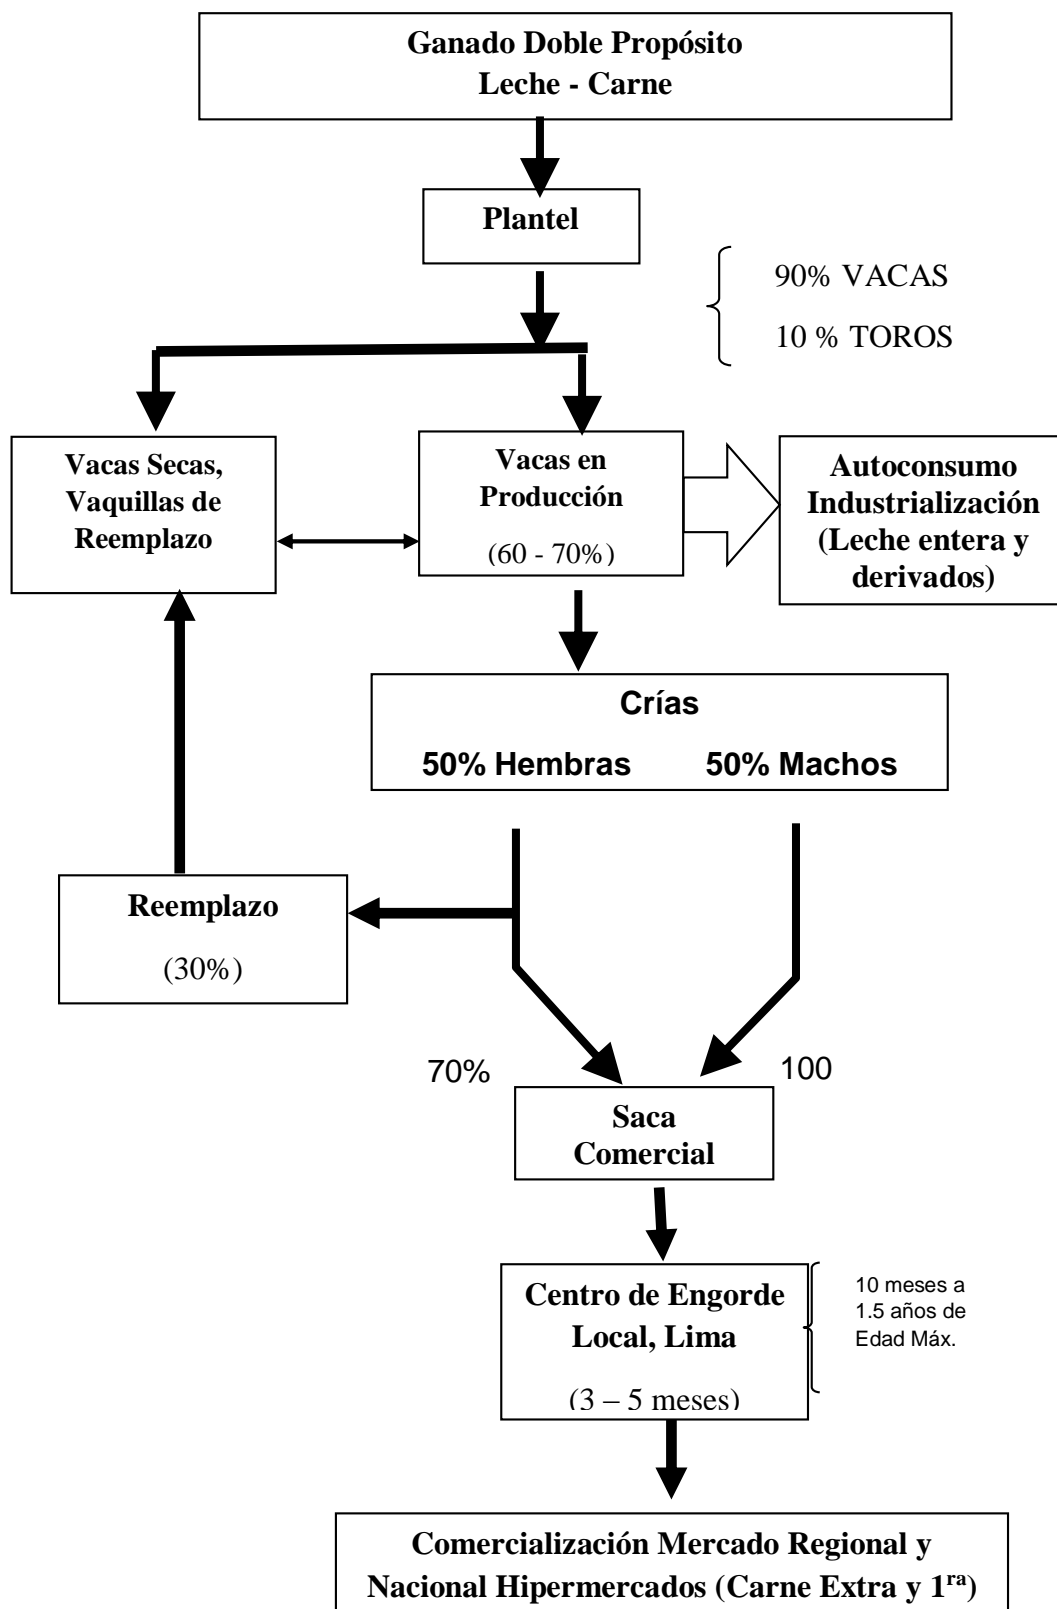 Ganado Doble Propósito
Leche - Carne
Plantel
90% VACAS
10 % TOROS
Vacas Secas,
Vaquillas de
Reemplazo
Vacas en
Producción
(60 - 70%)
Autoconsumo
Industrialización
(Leche entera y
derivados)
Crías
50% Hembras 50% Machos
Reemplazo
(30%)
70%
100
Saca
Comercial
Centro de Engorde
Local, Lima
(3 – 5 meses)
10 meses a
1.5 años de
Edad Máx.
Comercialización Mercado Regional y
Nacional Hipermercados (Carne Extra y 1ra)